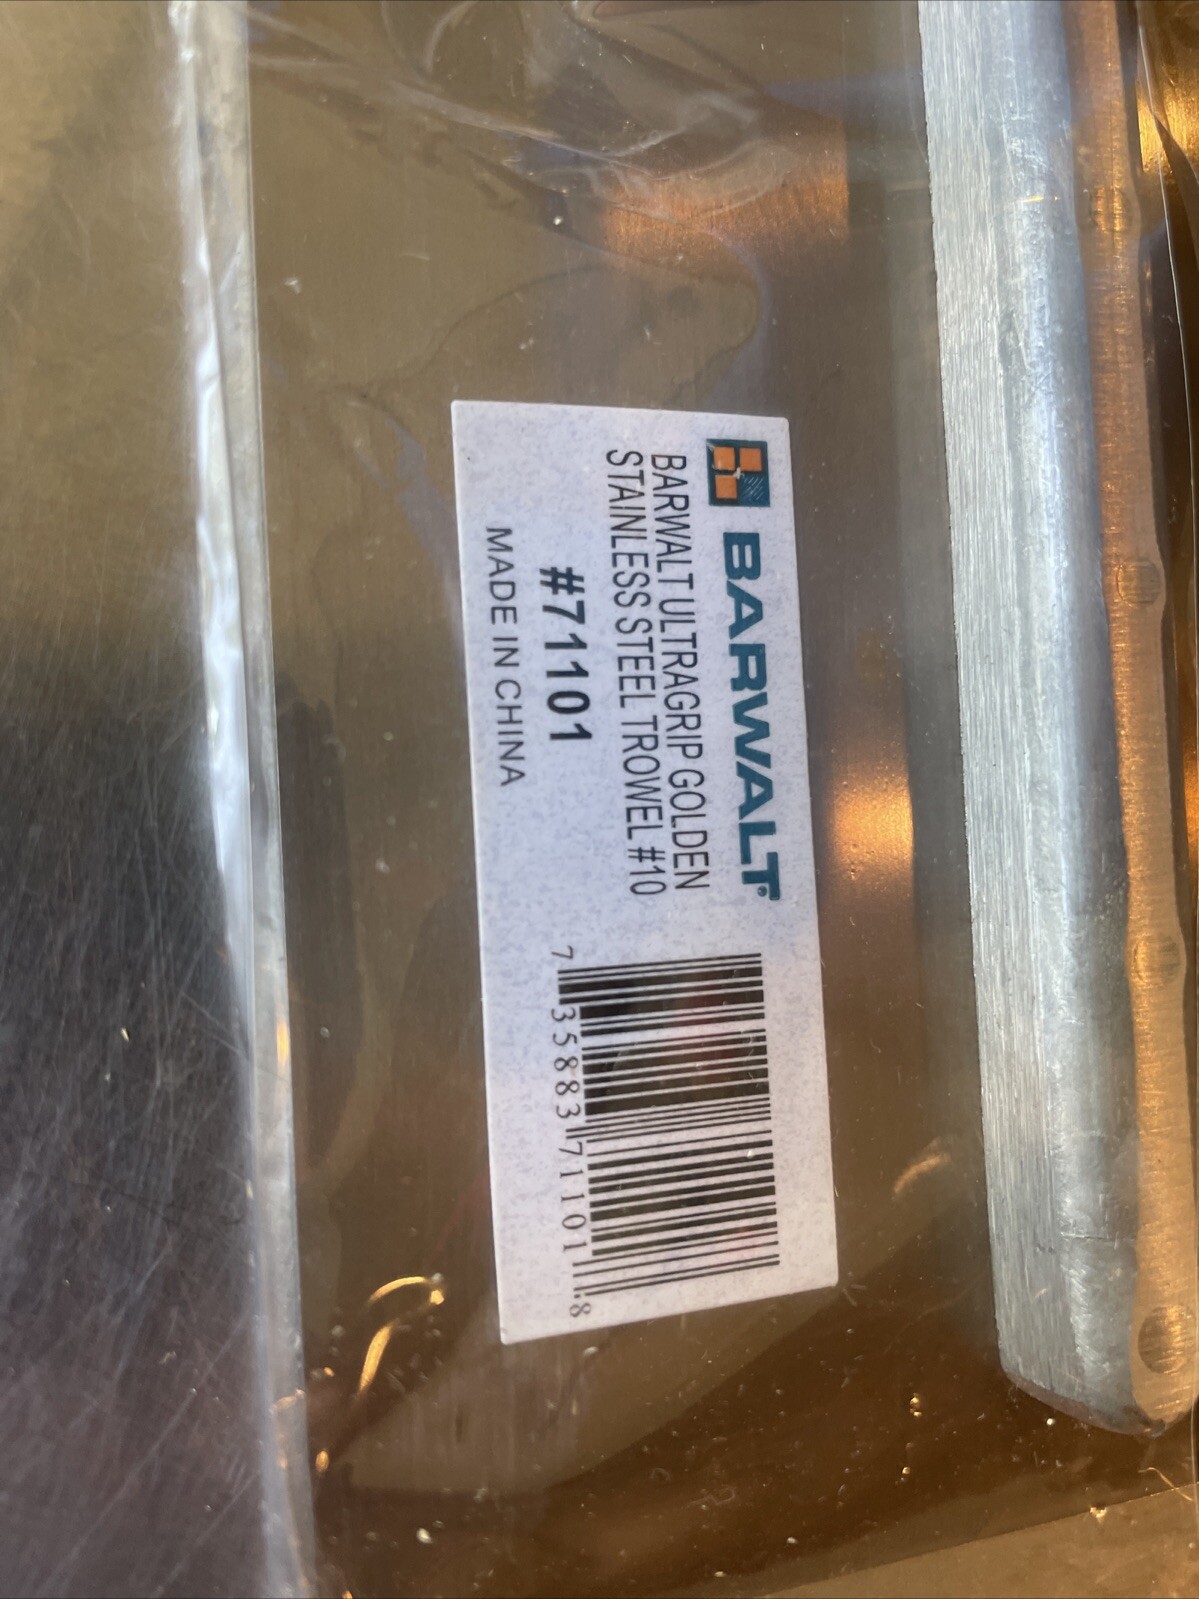 BARWALT®
BARWALT ULTRAGRIP GOLDEN
STAINLESS STEEL TROWEL #10
#71101
MADE IN CHINA
7 35883 71101 8